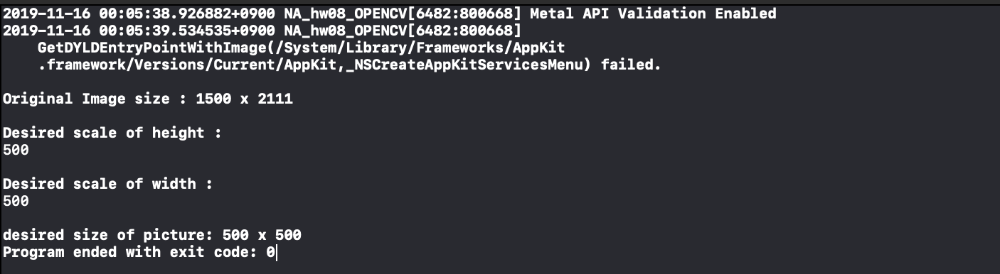 2019-11-16 00:05:38.926882+0900 NA_hw08_OPENCV[6482:800668] Metal API Validation Enabled
2019-11-16 00:05:39.534535+0900 NA_hw08_OPENCV[6482:800668]
GetDYLDEntryPointWithImage(/System/Library/Frameworks/AppKit
.framework/Versions/Current/AppKit,_NSCreateAppKitServicesMenu) failed.
Original Image size : 1500 x 2111
Desired scale of height :
500
Desired scale of width :
500
desired size of picture: 500 x 500
Program ended with exit code: 0